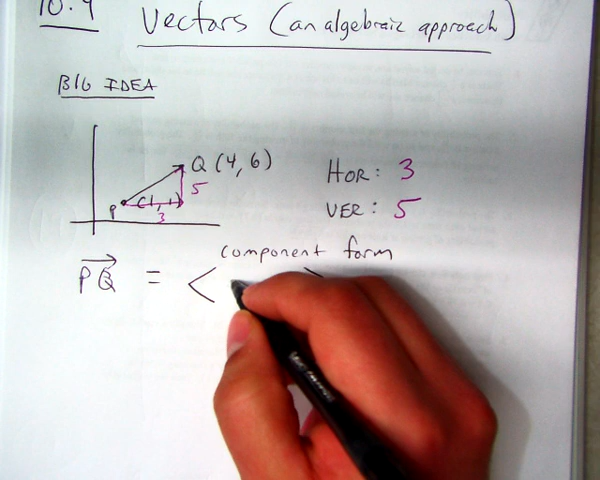 10.4 Vectors (an algebraic approach)
BIG IDEA
Q (4, 6)
5
P (1, 1)
3
HOR: 3
VER: 5
component form
PQ = < >